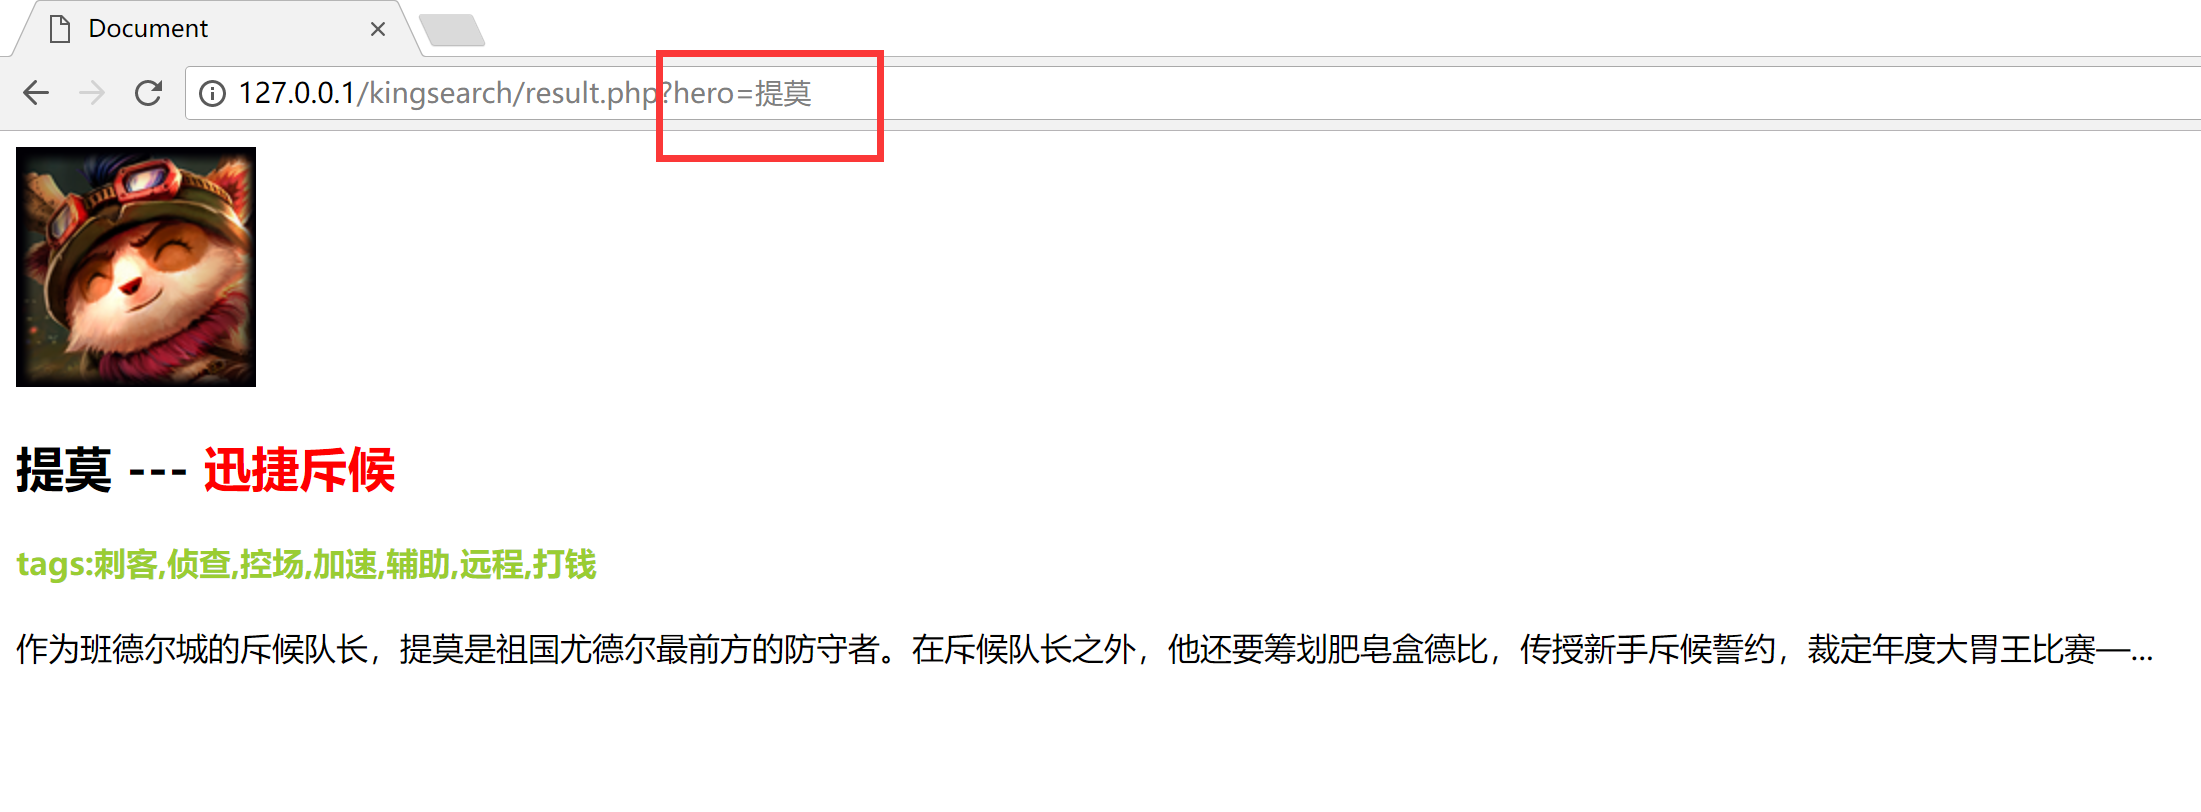 Document
127.0.0.1/kingsearch/result.php?hero=提莫
提莫 --- 迅捷斥候
tags:刺客,侦查,控场,加速,辅助,远程,打钱
作为班德尔城的斥候队长，提莫是祖国尤德尔最前方的防守者。在斥候队长之外，他还要筹划肥皂盒德比，传授新手斥候誓约，裁定年度大胃王比赛—...